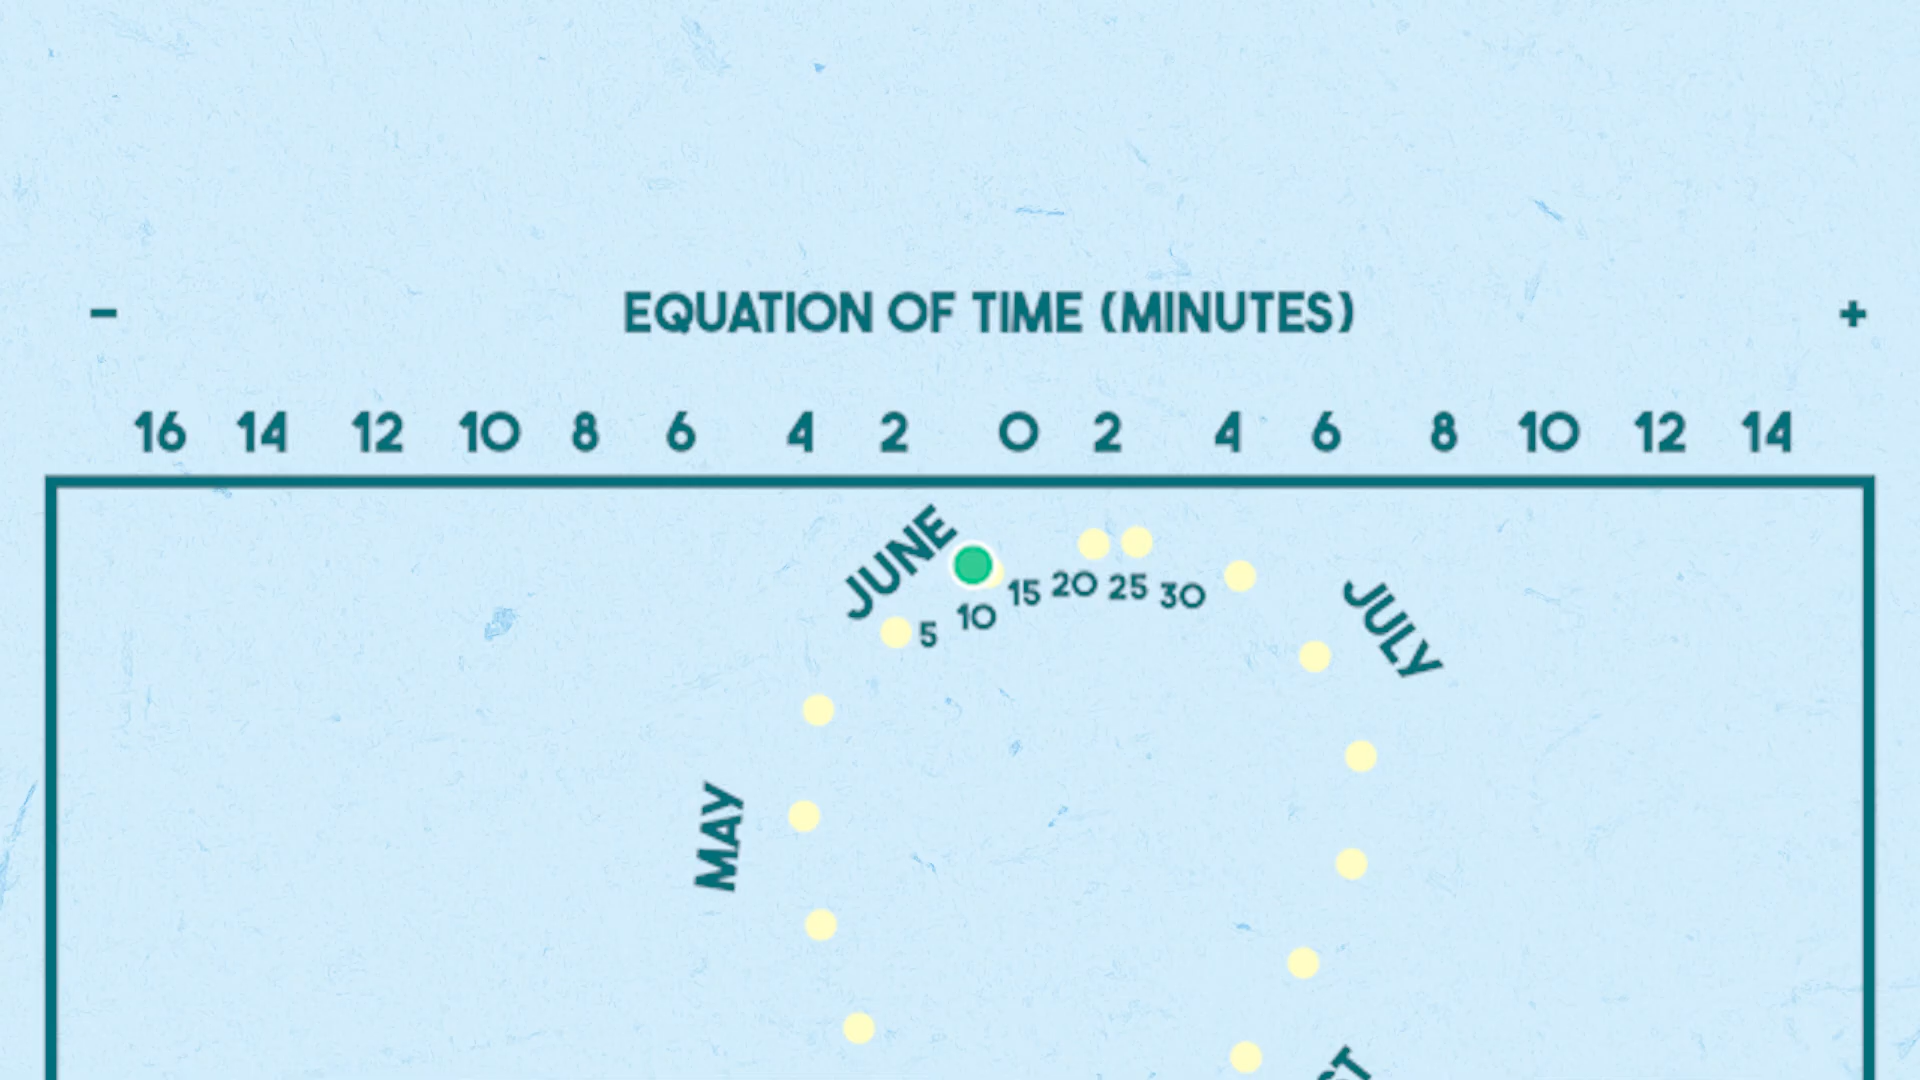 - EQUATION OF TIME (MINUTES) +
16 14 12 10 8 6 4 2 0 2 4 6 8 10 12 14
JUNE
5 10 15 20 25 30
JULY
MAY